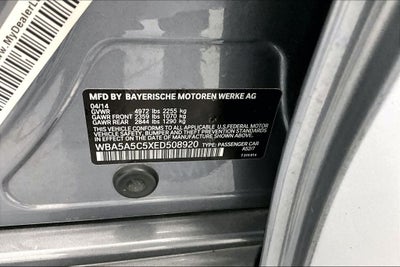 www.MyDealerL
MFD BY BAYERISCHE MOTOREN WERKE AG
04/14
GVWR 4972 lbs 2255 kg
GAWR FRONT 2359 lbs 1070 kg
GAWR REAR 2844 lbs 1290 kg
THIS VEHICLE CONFORMS TO ALL APPLICABLE
U.S. FEDERAL MOTOR VEHICLE SAFETY,
BUMPER AND THEFT PREVENTION STANDARDS
IN EFFECT ON THE DATE OF MANUFACTURE
SHOWN ABOVE.
WBA5A5C5XED508920 TYPE: PASSENGER CAR